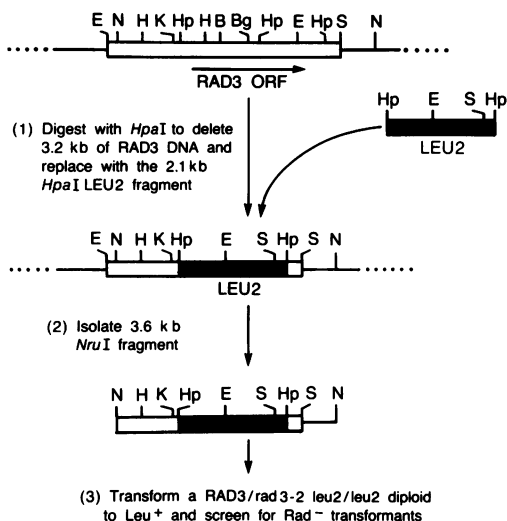 E N H K Hp H B Bg Hp E Hp S N
RAD3 ORF
Hp E S Hp
LEU2
(1) Digest with HpaI to delete
3.2 kb of RAD3 DNA and
replace with the 2.1 kb
HpaI LEU2 fragment
E N H K Hp E S Hp S N
LEU2
(2) Isolate 3.6 kb
NruI fragment
N H K Hp E S Hp S N
(3) Transform a RAD3/rad3-2 leu2/leu2 diploid
to Leu+ and screen for Rad− transformants